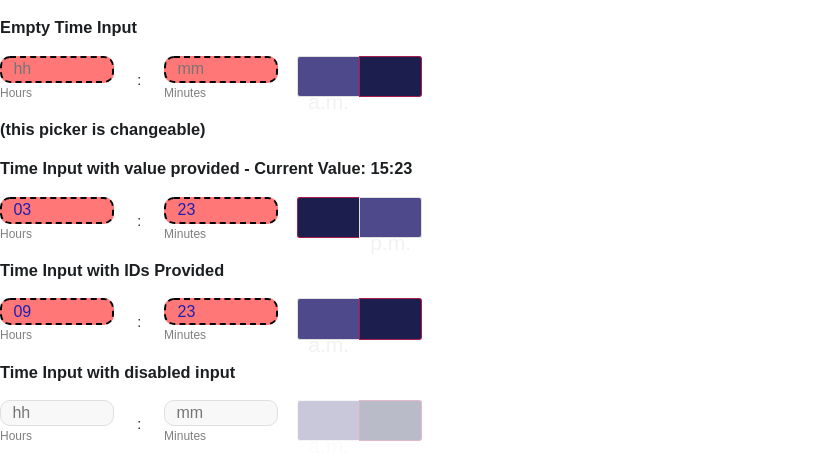 Empty Time Input
hh : mm
Hours Minutes a.m.
(this picker is changeable)
Time Input with value provided - Current Value: 15:23
03 : 23
Hours Minutes p.m.
Time Input with IDs Provided
09 : 23
Hours Minutes a.m.
Time Input with disabled input
hh : mm
Hours Minutes a.m.